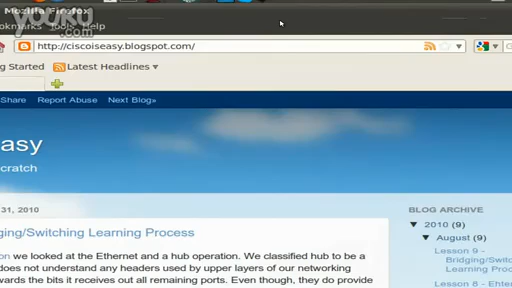 Mozilla Firefox
YOUKU
.com
okmarks Tools Help
http://ciscoiseasy.blogspot.com/
g Started Latest Headlines
Share Report Abuse Next Blog»
asy
cratch
31, 2010
BLOG ARCHIVE
ging/Switching Learning Process
2010 (9)
August (9)
on we looked at the Ethernet and a hub operation. We classified hub to be a
Lesson 9 -
Bridging/Switc
does not understand any headers used by upper layers of our networking
Learning Proce
wards the bits it receives out all remaining ports. Even though, they do provide
Lesson 8 - Ether